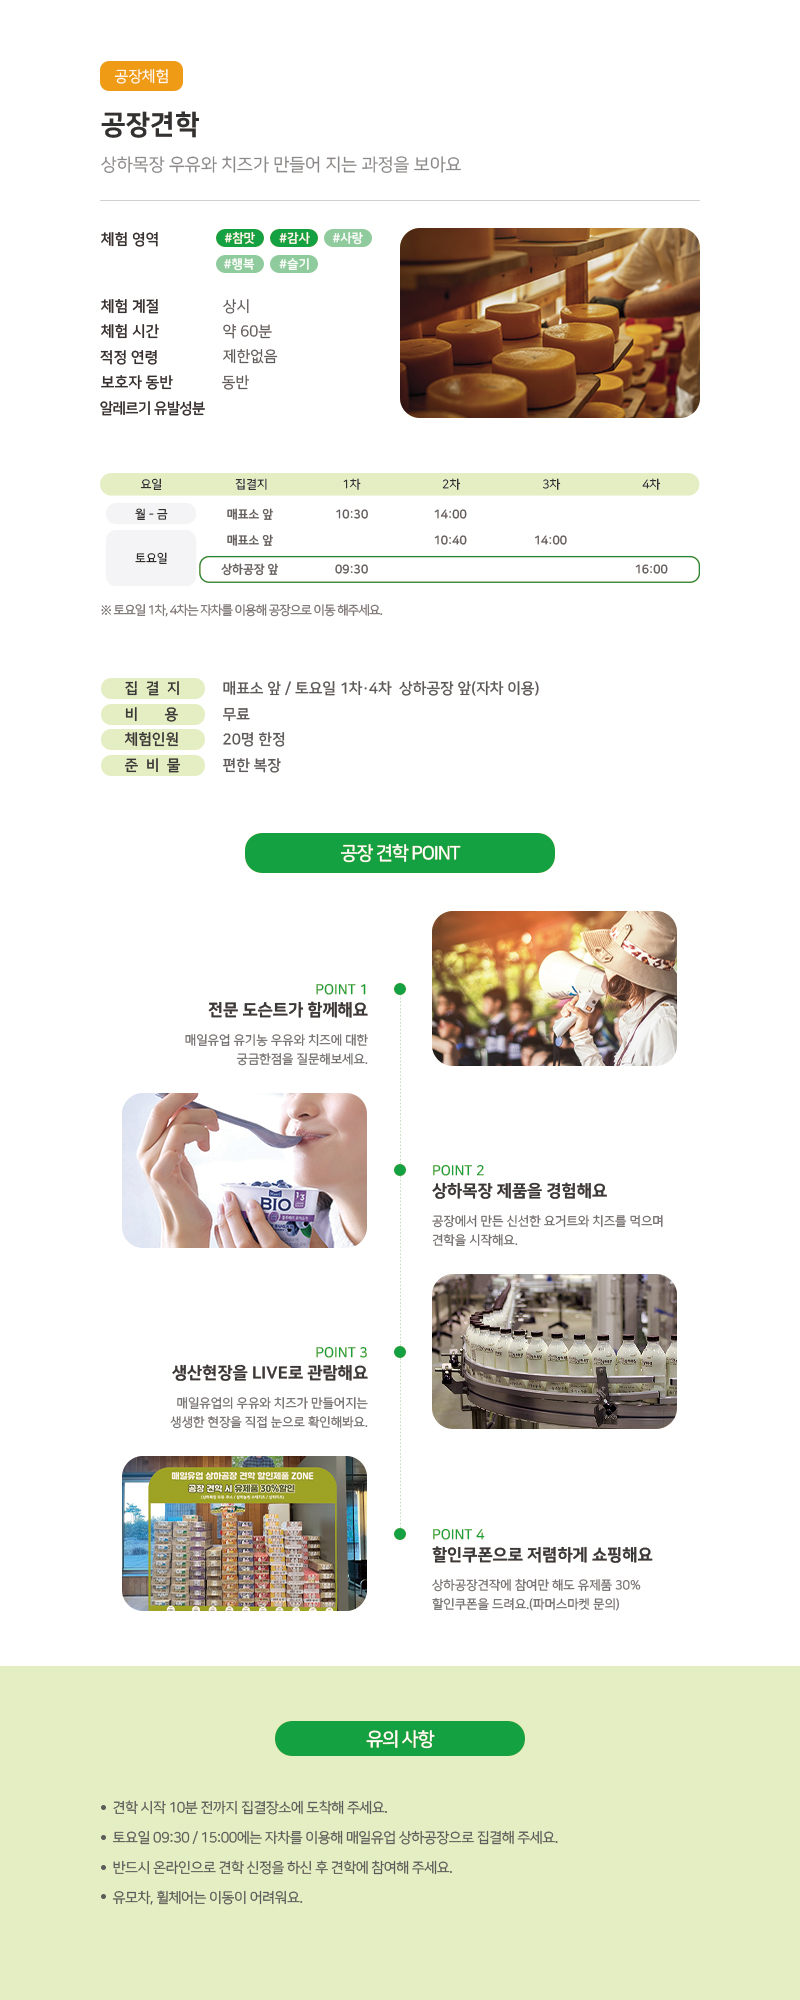 공장체험
공장견학
상하목장 우유와 치즈가 만들어 지는 과정을 보아요
체험 영역 #참맛 #감사 #사랑
#행복 #슬기
체험 계절 상시
체험 시간 약 60분
적정 연령 제한없음
보호자 동반 동반
알레르기 유발성분
요일 집결지 1차 2차 3차 4차
월 - 금 매표소 앞 10:30 14:00
매표소 앞 10:40 14:00
토요일
상하공장 앞 09:30 16:00
※ 토요일 1차, 4차는 자차를 이용해 공장으로 이동 해주세요.
집 결 지 매표소 앞 / 토요일 1차·4차 상하공장 앞(자차 이용)
비 용 무료
체험인원 20명 한정
준 비 물 편한 복장
공장 견학 POINT
POINT 1
전문 도슨트가 함께해요
매일유업 유기농 우유와 치즈에 대한
궁금한점을 질문해보세요.
BIO
POINT 2
상하목장 제품을 경험해요
공장에서 만든 신선한 요거트와 치즈를 먹으며
견학을 시작해요.
POINT 3
생산현장을 LIVE로 관람해요
매일유업의 우유와 치즈가 만들어지는
생생한 현장을 직접 눈으로 확인해봐요.
매일유업 상하공장 견학 할인제품 ZONE
공장 견학 시 유제품 30%할인
POINT 4
할인쿠폰으로 저렴하게 쇼핑해요
상하공장견작에 참여만 해도 유제품 30%
할인쿠폰을 드려요.(파머스마켓 문의)
유의 사항
• 견학 시작 10분 전까지 집결장소에 도착해 주세요.
• 토요일 09:30 / 15:00에는 자차를 이용해 매일유업 상하공장으로 집결해 주세요.
• 반드시 온라인으로 견학 신정을 하신 후 견학에 참여해 주세요.
• 유모차, 휠체어는 이동이 어려워요.